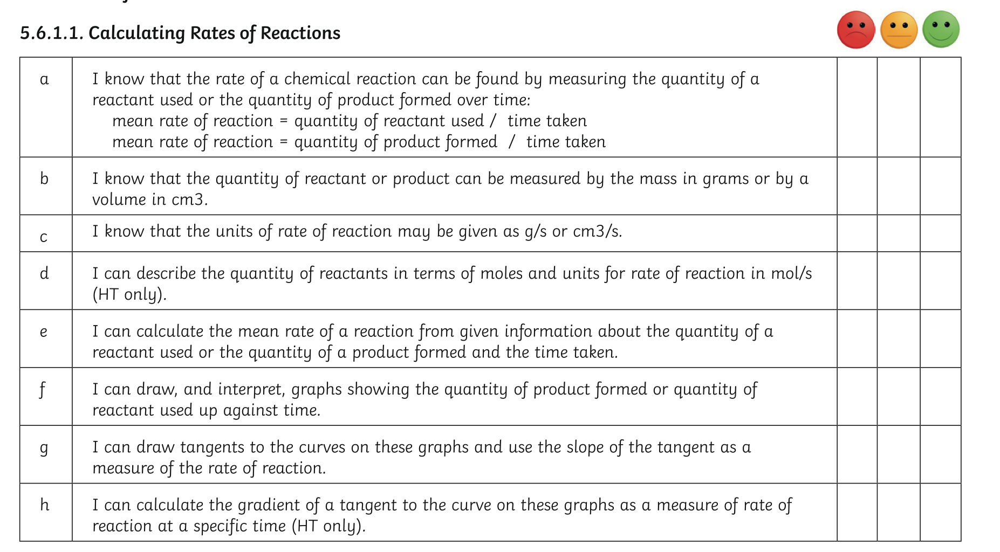 5.6.1.1. Calculating Rates of Reactions
a
I know that the rate of a chemical reaction can be found by measuring the quantity of a
reactant used or the quantity of product formed over time:
mean rate of reaction = quantity of reactant used / time taken
mean rate of reaction = quantity of product formed / time taken
b
I know that the quantity of reactant or product can be measured by the mass in grams or by a
volume in cm3.
c
I know that the units of rate of reaction may be given as g/s or cm3/s.
d
I can describe the quantity of reactants in terms of moles and units for rate of reaction in mol/s
(HT only).
e
I can calculate the mean rate of a reaction from given information about the quantity of a
reactant used or the quantity of a product formed and the time taken.
f
I can draw, and interpret, graphs showing the quantity of product formed or quantity of
reactant used up against time.
g
I can draw tangents to the curves on these graphs and use the slope of the tangent as a
measure of the rate of reaction.
h
I can calculate the gradient of a tangent to the curve on these graphs as a measure of rate of
reaction at a specific time (HT only).